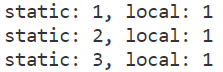 static: 1, local: 1
static: 2, local: 1
static: 3, local: 1